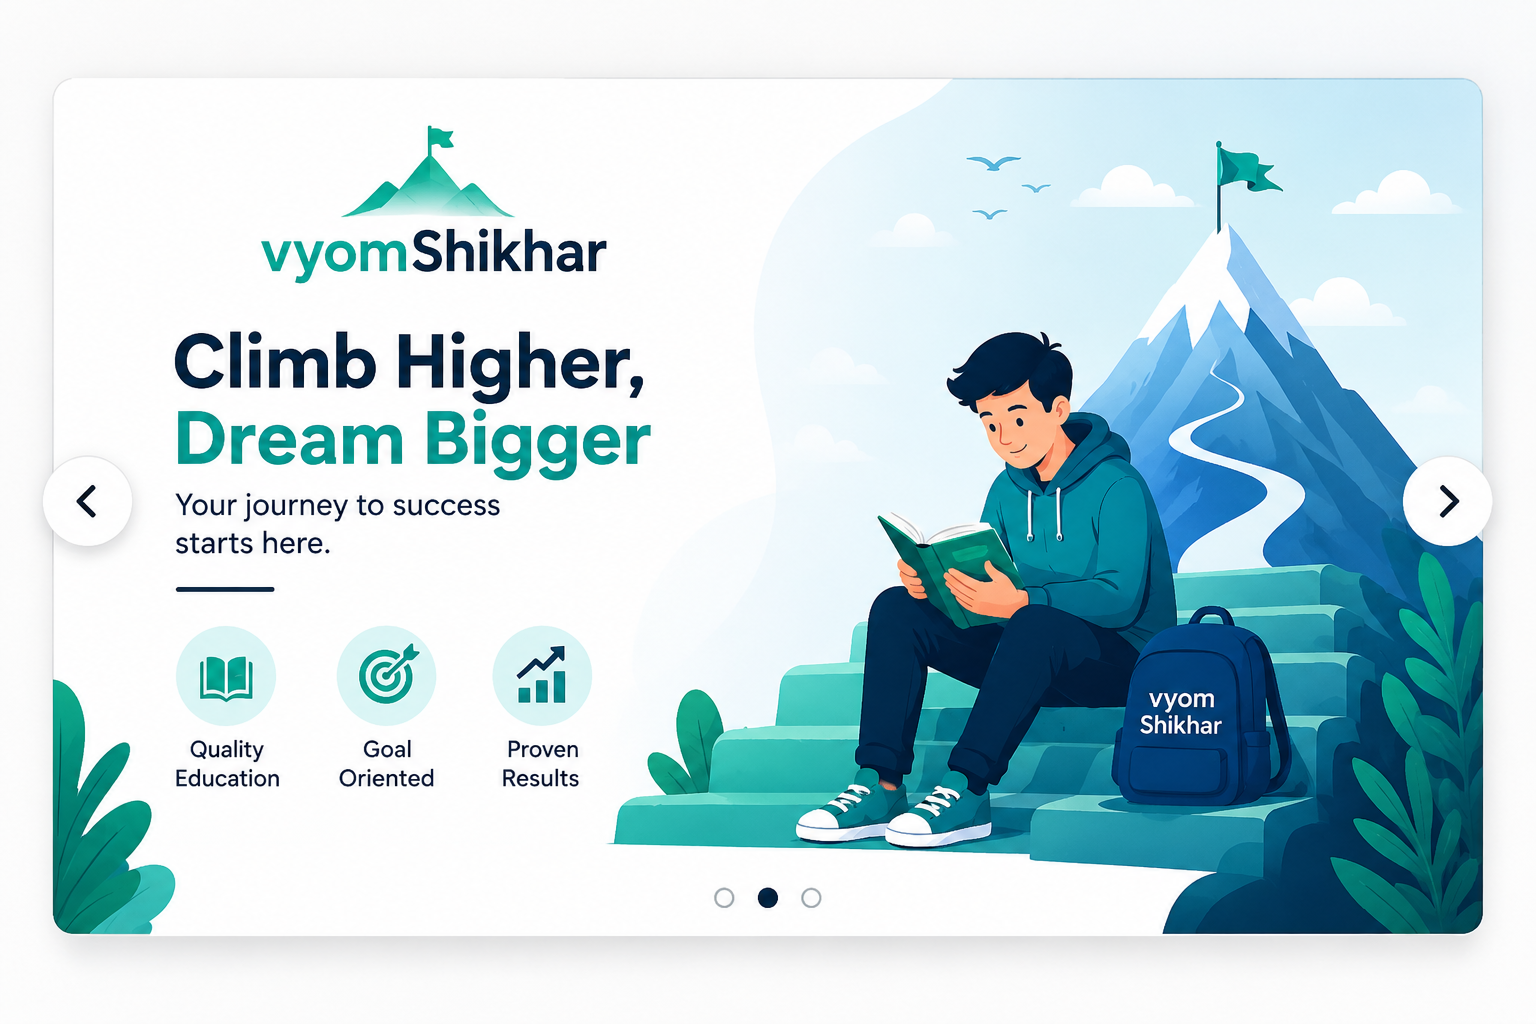 vyomShikhar
Climb Higher,
Dream Bigger
Your journey to success
starts here.
Quality
Education
Goal
Oriented
Proven
Results
vyom
Shikhar